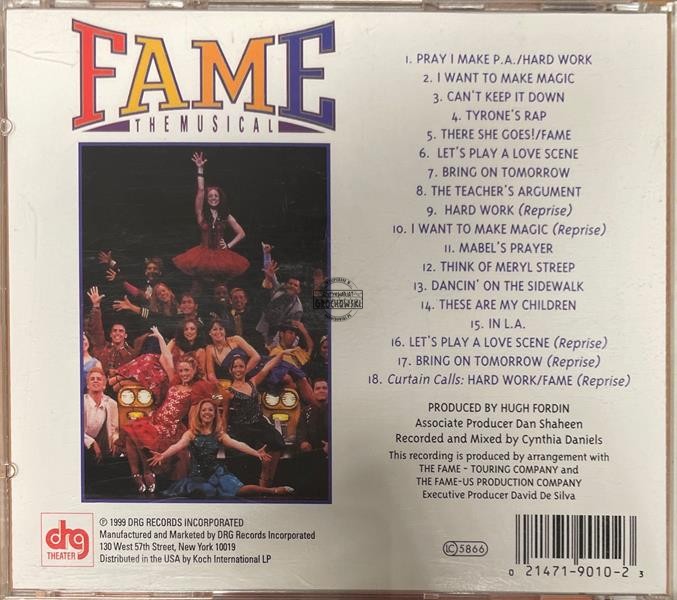 FAME
THE MUSICAL
1. PRAY I MAKE P.A./HARD WORK
2. I WANT TO MAKE MAGIC
3. CAN'T KEEP IT DOWN
4. TYRONE'S RAP
5. THERE SHE GOES!/FAME
6. LET'S PLAY A LOVE SCENE
7. BRING ON TOMORROW
8. THE TEACHER'S ARGUMENT
9. HARD WORK (Reprise)
10. I WANT TO MAKE MAGIC (Reprise)
11. MABEL'S PRAYER
12. THINK OF MERYL STREEP
13. DANCIN' ON THE SIDEWALK
14. THESE ARE MY CHILDREN
15. IN L.A.
16. LET'S PLAY A LOVE SCENE (Reprise)
17. BRING ON TOMORROW (Reprise)
18. Curtain Calls: HARD WORK/FAME (Reprise)
PRODUCED BY HUGH FORDIN
Associate Producer Dan Shaheen
Recorded and Mixed by Cynthia Daniels
This recording is produced by arrangement with
THE FAME - TOURING COMPANY and
THE FAME-US PRODUCTION COMPANY
Executive Producer David De Silva
GROCHOWSKI
drg
THEATER
℗ 1999 DRG RECORDS INCORPORATED
Manufactured and Marketed by DRG Records Incorporated
130 West 57th Street, New York 10019
Distributed in the USA by Koch International LP
LC 5866
0 21471-9010-2 3